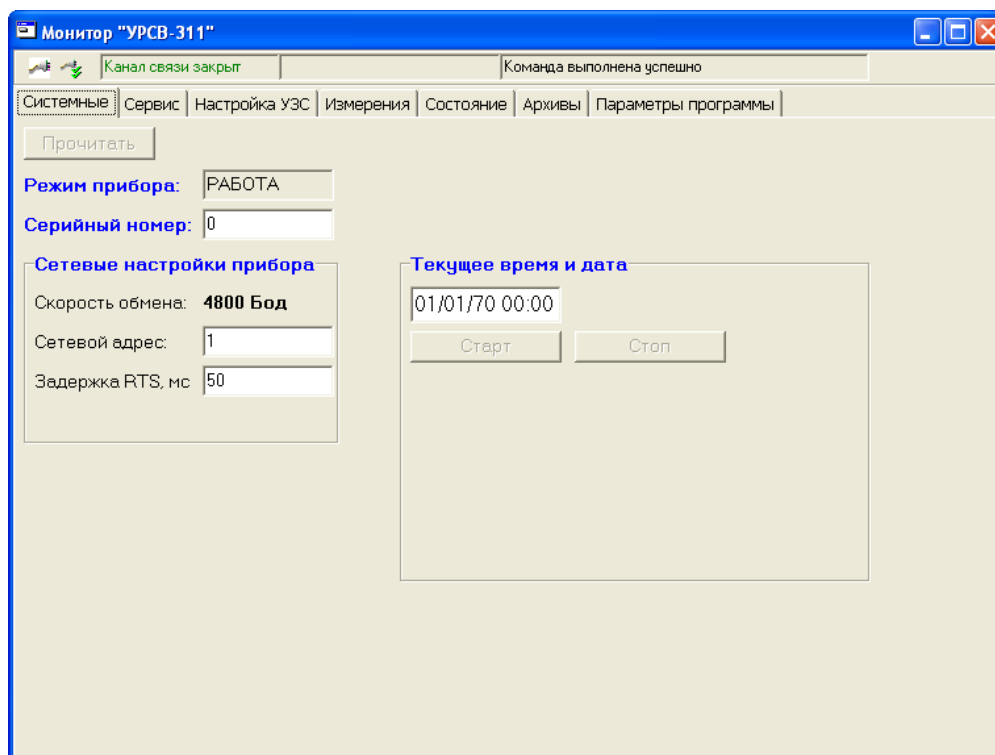 Монитор "УРСВ-311"
Канал связи закрыт Команда выполнена успешно
Системные Сервис Настройка УЗС Измерения Состояние Архивы Параметры программы
Прочитать
Режим прибора: РАБОТА
Серийный номер: 0
Сетевые настройки прибора
Скорость обмена: 4800 Бод
Сетевой адрес: 1
Задержка RTS, мс 50
Текущее время и дата
01/01/70 00:00
Старт Стоп